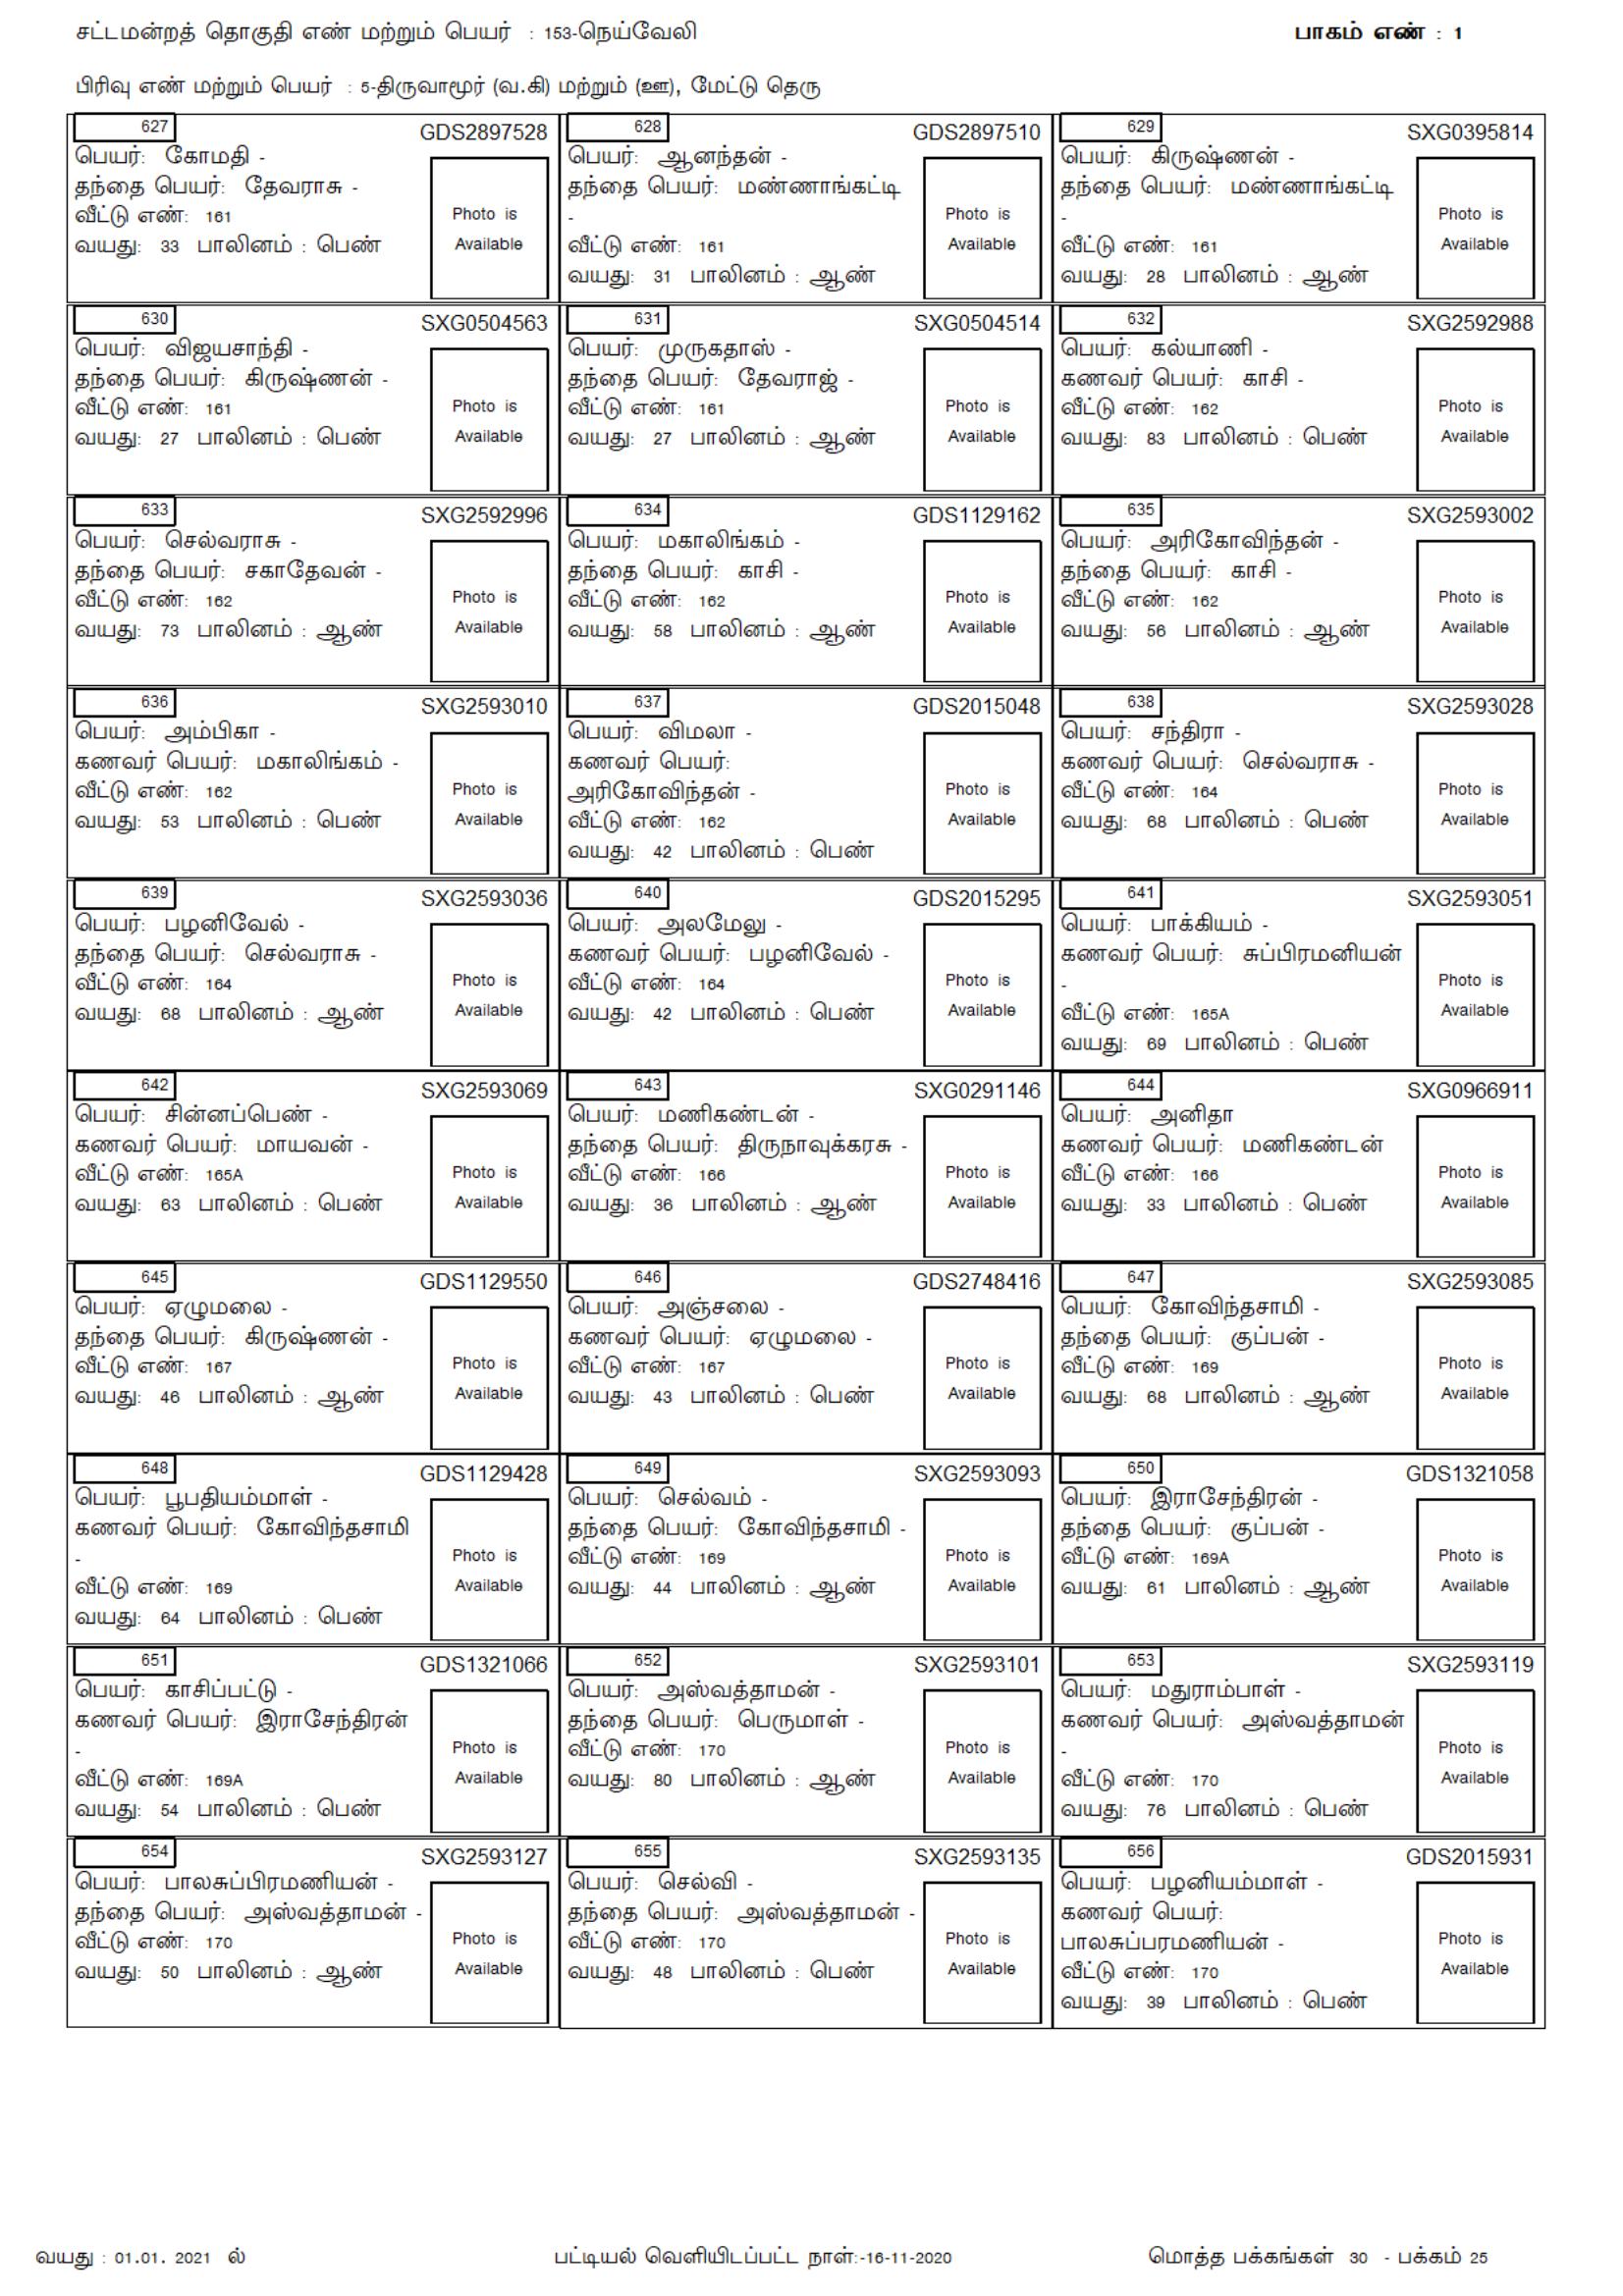 சட்டமன்றத் தொகுதி எண் மற்றும் பெயர் : 153-நெய்வேலி
பாகம் எண் : 1
பிரிவு எண் மற்றும் பெயர் : 5-திருவாமூர் (வ.கி) மற்றும் (ஊ), மேட்டு தெரு
627
GDS2897528
பெயர்: கோமதி -
தந்தை பெயர்: தேவராசு -
வீட்டு எண்: 161
வயது: 33 பாலினம் : பெண்
Photo is
Available
628
GDS2897510
பெயர்: ஆனந்தன் -
தந்தை பெயர்: மண்ணாங்கட்டி
-
வீட்டு எண்: 161
வயது: 31 பாலினம் : ஆண்
Photo is
Available
629
SXG0395814
பெயர்: கிருஷ்ணன் -
தந்தை பெயர்: மண்ணாங்கட்டி
-
வீட்டு எண்: 161
வயது: 28 பாலினம் : ஆண்
Photo is
Available
630
SXG0504563
பெயர்: விஜயசாந்தி -
தந்தை பெயர்: கிருஷ்ணன் -
வீட்டு எண்: 161
வயது: 27 பாலினம் : பெண்
Photo is
Available
631
SXG0504514
பெயர்: முருகதாஸ் -
தந்தை பெயர்: தேவராஜ் -
வீட்டு எண்: 161
வயது: 27 பாலினம் : ஆண்
Photo is
Available
632
SXG2592988
பெயர்: கல்யாணி -
கணவர் பெயர்: காசி -
வீட்டு எண்: 162
வயது: 83 பாலினம் : பெண்
Photo is
Available
633
SXG2592996
பெயர்: செல்வராசு -
தந்தை பெயர்: சகாதேவன் -
வீட்டு எண்: 162
வயது: 73 பாலினம் : ஆண்
Photo is
Available
634
GDS1129162
பெயர்: மகாலிங்கம் -
தந்தை பெயர்: காசி -
வீட்டு எண்: 162
வயது: 58 பாலினம் : ஆண்
Photo is
Available
635
SXG2593002
பெயர்: அரிகோவிந்தன் -
தந்தை பெயர்: காசி -
வீட்டு எண்: 162
வயது: 56 பாலினம் : ஆண்
Photo is
Available
636
SXG2593010
பெயர்: அம்பிகா -
கணவர் பெயர்: மகாலிங்கம் -
வீட்டு எண்: 162
வயது: 53 பாலினம் : பெண்
Photo is
Available
637
GDS2015048
பெயர்: விமலா -
கணவர் பெயர்:
அரிகோவிந்தன் -
வீட்டு எண்: 162
வயது: 42 பாலினம் : பெண்
Photo is
Available
638
SXG2593028
பெயர்: சந்திரா -
கணவர் பெயர்: செல்வராசு -
வீட்டு எண்: 164
வயது: 68 பாலினம் : பெண்
Photo is
Available
639
SXG2593036
பெயர்: பழனிவேல் -
தந்தை பெயர்: செல்வராசு -
வீட்டு எண்: 164
வயது: 68 பாலினம் : ஆண்
Photo is
Available
640
GDS2015295
பெயர்: அலமேலு -
கணவர் பெயர்: பழனிவேல் -
வீட்டு எண்: 164
வயது: 42 பாலினம் : பெண்
Photo is
Available
641
SXG2593051
பெயர்: பாக்கியம் -
கணவர் பெயர்: சுப்பிரமனியன்
-
வீட்டு எண்: 165A
வயது: 69 பாலினம் : பெண்
Photo is
Available
642
SXG2593069
பெயர்: சின்னப்பெண் -
கணவர் பெயர்: மாயவன் -
வீட்டு எண்: 165A
வயது: 63 பாலினம் : பெண்
Photo is
Available
643
SXG0291146
பெயர்: மணிகண்டன் -
தந்தை பெயர்: திருநாவுக்கரசு -
வீட்டு எண்: 166
வயது: 36 பாலினம் : ஆண்
Photo is
Available
644
SXG0966911
பெயர்: அனிதா
கணவர் பெயர்: மணிகண்டன்
வீட்டு எண்: 166
வயது: 33 பாலினம் : பெண்
Photo is
Available
645
GDS1129550
பெயர்: ஏழுமலை -
தந்தை பெயர்: கிருஷ்ணன் -
வீட்டு எண்: 167
வயது: 46 பாலினம் : ஆண்
Photo is
Available
646
GDS2748416
பெயர்: அஞ்சலை -
கணவர் பெயர்: ஏழுமலை -
வீட்டு எண்: 167
வயது: 43 பாலினம் : பெண்
Photo is
Available
647
SXG2593085
பெயர்: கோவிந்தசாமி -
தந்தை பெயர்: குப்பன் -
வீட்டு எண்: 169
வயது: 68 பாலினம் : ஆண்
Photo is
Available
648
GDS1129428
பெயர்: பூபதியம்மாள் -
கணவர் பெயர்: கோவிந்தசாமி
-
வீட்டு எண்: 169
வயது: 64 பாலினம் : பெண்
Photo is
Available
649
SXG2593093
பெயர்: செல்வம் -
தந்தை பெயர்: கோவிந்தசாமி -
வீட்டு எண்: 169
வயது: 44 பாலினம் : ஆண்
Photo is
Available
650
GDS1321058
பெயர்: இராசேந்திரன் -
தந்தை பெயர்: குப்பன் -
வீட்டு எண்: 169A
வயது: 61 பாலினம் : ஆண்
Photo is
Available
651
GDS1321066
பெயர்: காசிப்பட்டு -
கணவர் பெயர்: இராசேந்திரன்
-
வீட்டு எண்: 169A
வயது: 54 பாலினம் : பெண்
Photo is
Available
652
SXG2593101
பெயர்: அஸ்வத்தாமன் -
தந்தை பெயர்: பெருமாள் -
வீட்டு எண்: 170
வயது: 80 பாலினம் : ஆண்
Photo is
Available
653
SXG2593119
பெயர்: மதுராம்பாள் -
கணவர் பெயர்: அஸ்வத்தாமன்
-
வீட்டு எண்: 170
வயது: 76 பாலினம் : பெண்
Photo is
Available
654
SXG2593127
பெயர்: பாலசுப்பிரமணியன் -
தந்தை பெயர்: அஸ்வத்தாமன் -
வீட்டு எண்: 170
வயது: 50 பாலினம் : ஆண்
Photo is
Available
655
SXG2593135
பெயர்: செல்வி -
தந்தை பெயர்: அஸ்வத்தாமன் -
வீட்டு எண்: 170
வயது: 48 பாலினம் : பெண்
Photo is
Available
656
GDS2015931
பெயர்: பழனியம்மாள் -
கணவர் பெயர்:
பாலசுப்பரமணியன் -
வீட்டு எண்: 170
வயது: 39 பாலினம் : பெண்
Photo is
Available
வயது : 01.01. 2021 ல்
பட்டியல் வெளியிடப்பட்ட நாள்:-16-11-2020
மொத்த பக்கங்கள் 30 - பக்கம் 25